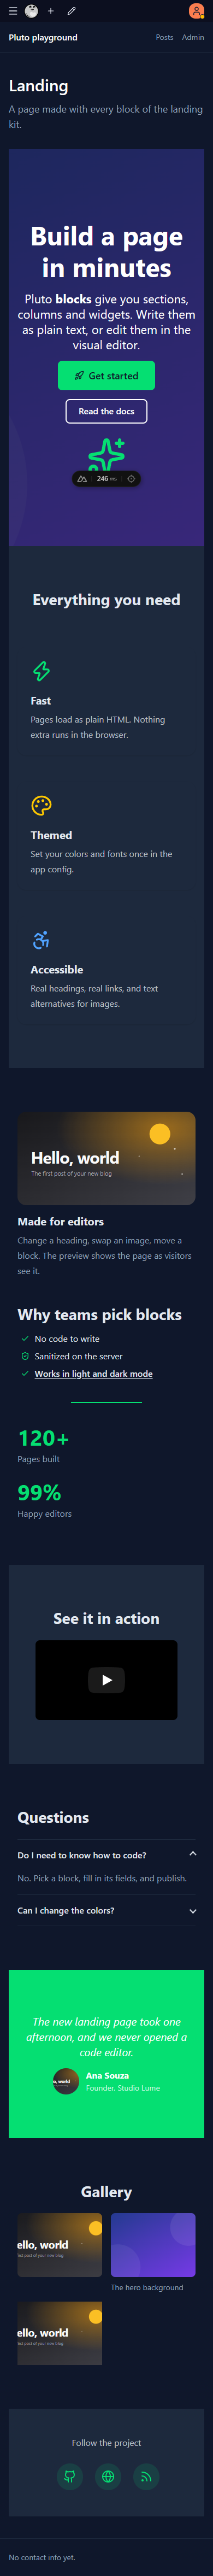 Pluto playground
Posts
Admin
Landing
A page made with every block of the landing
kit.
Build a page
in minutes
Pluto blocks give you sections,
columns and widgets. Write them
as plain text, or edit them in the
visual editor.
Get started
Read the docs
246 ms
Everything you need
Fast
Pages load as plain HTML. Nothing
extra runs in the browser.
Themed
Set your colors and fonts once in the
app config.
Accessible
Real headings, real links, and text
alternatives for images.
Hello, world
The first post of your new blog
Made for editors
Change a heading, swap an image, move a
block. The preview shows the page as visitors
see it.
Why teams pick blocks
No code to write
Sanitized on the server
Works in light and dark mode
120+
Pages built
99%
Happy editors
See it in action
Questions
Do I need to know how to code?
No. Pick a block, fill in its fields, and publish.
Can I change the colors?
The new landing page took one
afternoon, and we never opened a
code editor.
Ana Souza
Founder, Studio Lume
Gallery
ello, world
The hero background
ello, world
Follow the project
No contact info yet.